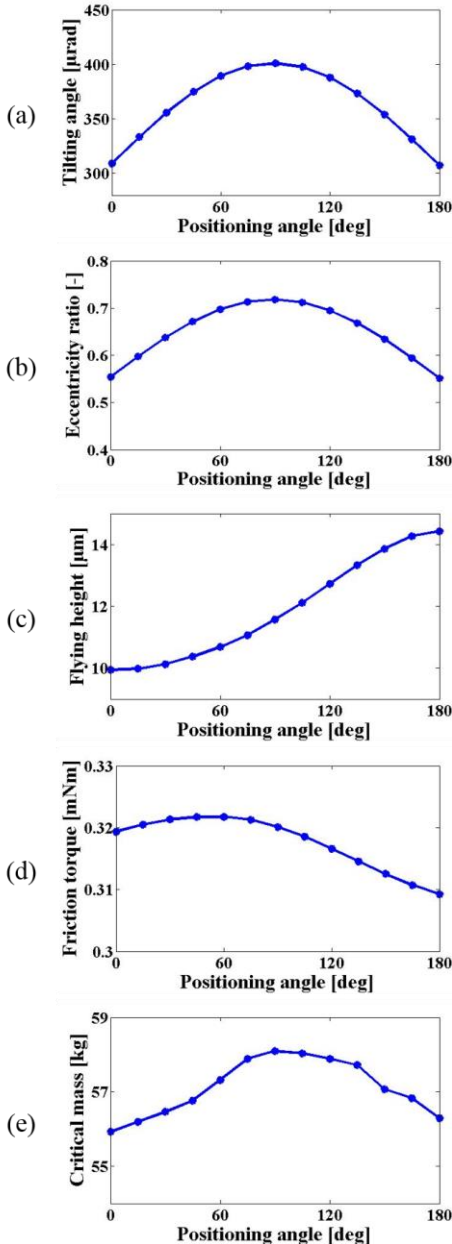 (a)
Tilting angle [μrad]
450
400
350
300
0 60 120 180
Positioning angle [deg]
(b)
Eccentricity ratio [-]
0.8
0.7
0.6
0.5
0.4
0 60 120 180
Positioning angle [deg]
(c)
Flying height [μm]
14
12
10
0 60 120 180
Positioning angle [deg]
(d)
Friction torque [mNm]
0.33
0.32
0.31
0.3
0 60 120 180
Positioning angle [deg]
(e)
Critical mass [kg]
59
57
55
0 60 120 180
Positioning angle [deg]